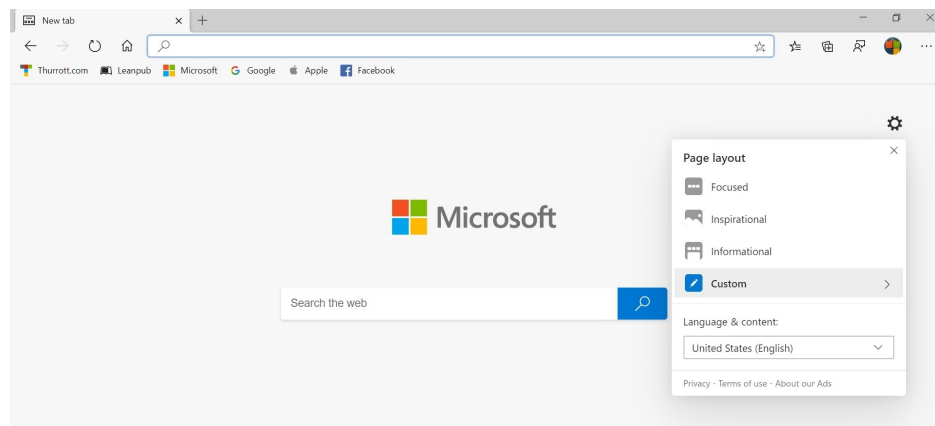 New tab
Thurrott.com Leanpub Microsoft G Google Apple f Facebook
Page layout
Focused
Inspirational
Informational
Custom
Microsoft
Search the web
Language & content:
United States (English)
Privacy · Terms of use · About our Ads